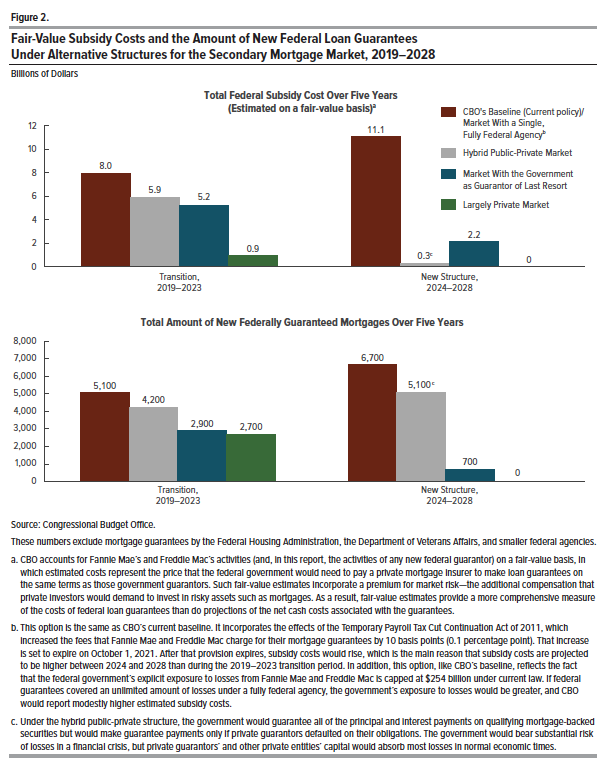 Figure 2.
Fair-Value Subsidy Costs and the Amount of New Federal Loan Guarantees
Under Alternative Structures for the Secondary Mortgage Market, 2019–2028
Billions of Dollars
Total Federal Subsidy Cost Over Five Years
(Estimated on a fair-value basis)ᵃ
CBO's Baseline (Current policy)/
Market With a Single,
Fully Federal Agencyᵇ
Hybrid Public-Private Market
Market With the Government
as Guarantor of Last Resort
Largely Private Market
12
10
8
6
4
2
0
8.0
5.9
5.2
0.9
11.1
0.3ᶜ
2.2
0
Transition,
2019–2023
New Structure,
2024–2028
Total Amount of New Federally Guaranteed Mortgages Over Five Years
8,000
7,000
6,000
5,000
4,000
3,000
2,000
1,000
0
5,100
4,200
2,900
2,700
6,700
5,100ᶜ
700
0
Transition,
2019–2023
New Structure,
2024–2028
Source: Congressional Budget Office.
These numbers exclude mortgage guarantees by the Federal Housing Administration, the Department of Veterans Affairs, and smaller federal agencies.
a. CBO accounts for Fannie Mae's and Freddie Mac's activities (and, in this report, the activities of any new federal guarantor) on a fair-value basis, in
which estimated costs represent the price that the federal government would need to pay a private mortgage insurer to make loan guarantees on
the same terms as those government guarantors. Such fair-value estimates incorporate a premium for market risk—the additional compensation that
private investors would demand to invest in risky assets such as mortgages. As a result, fair-value estimates provide a more comprehensive measure
of the costs of federal loan guarantees than do projections of the net cash costs associated with the guarantees.
b. This option is the same as CBO's current baseline. It incorporates the effects of the Temporary Payroll Tax Cut Continuation Act of 2011, which
increased the fees that Fannie Mae and Freddie Mac charge for their mortgage guarantees by 10 basis points (0.1 percentage point). That increase
is set to expire on October 1, 2021. After that provision expires, subsidy costs would rise, which is the main reason that subsidy costs are projected
to be higher between 2024 and 2028 than during the 2019–2023 transition period. In addition, this option, like CBO's baseline, reflects the fact
that the federal government's explicit exposure to losses from Fannie Mae and Freddie Mac is capped at $254 billion under current law. If federal
guarantees covered an unlimited amount of losses under a fully federal agency, the government's exposure to losses would be greater, and CBO
would report modestly higher estimated subsidy costs.
c. Under the hybrid public-private structure, the government would guarantee all of the principal and interest payments on qualifying mortgage-backed
securities but would make guarantee payments only if private guarantors defaulted on their obligations. The government would bear substantial risk
of losses in a financial crisis, but private guarantors' and other private entities' capital would absorb most losses in normal economic times.